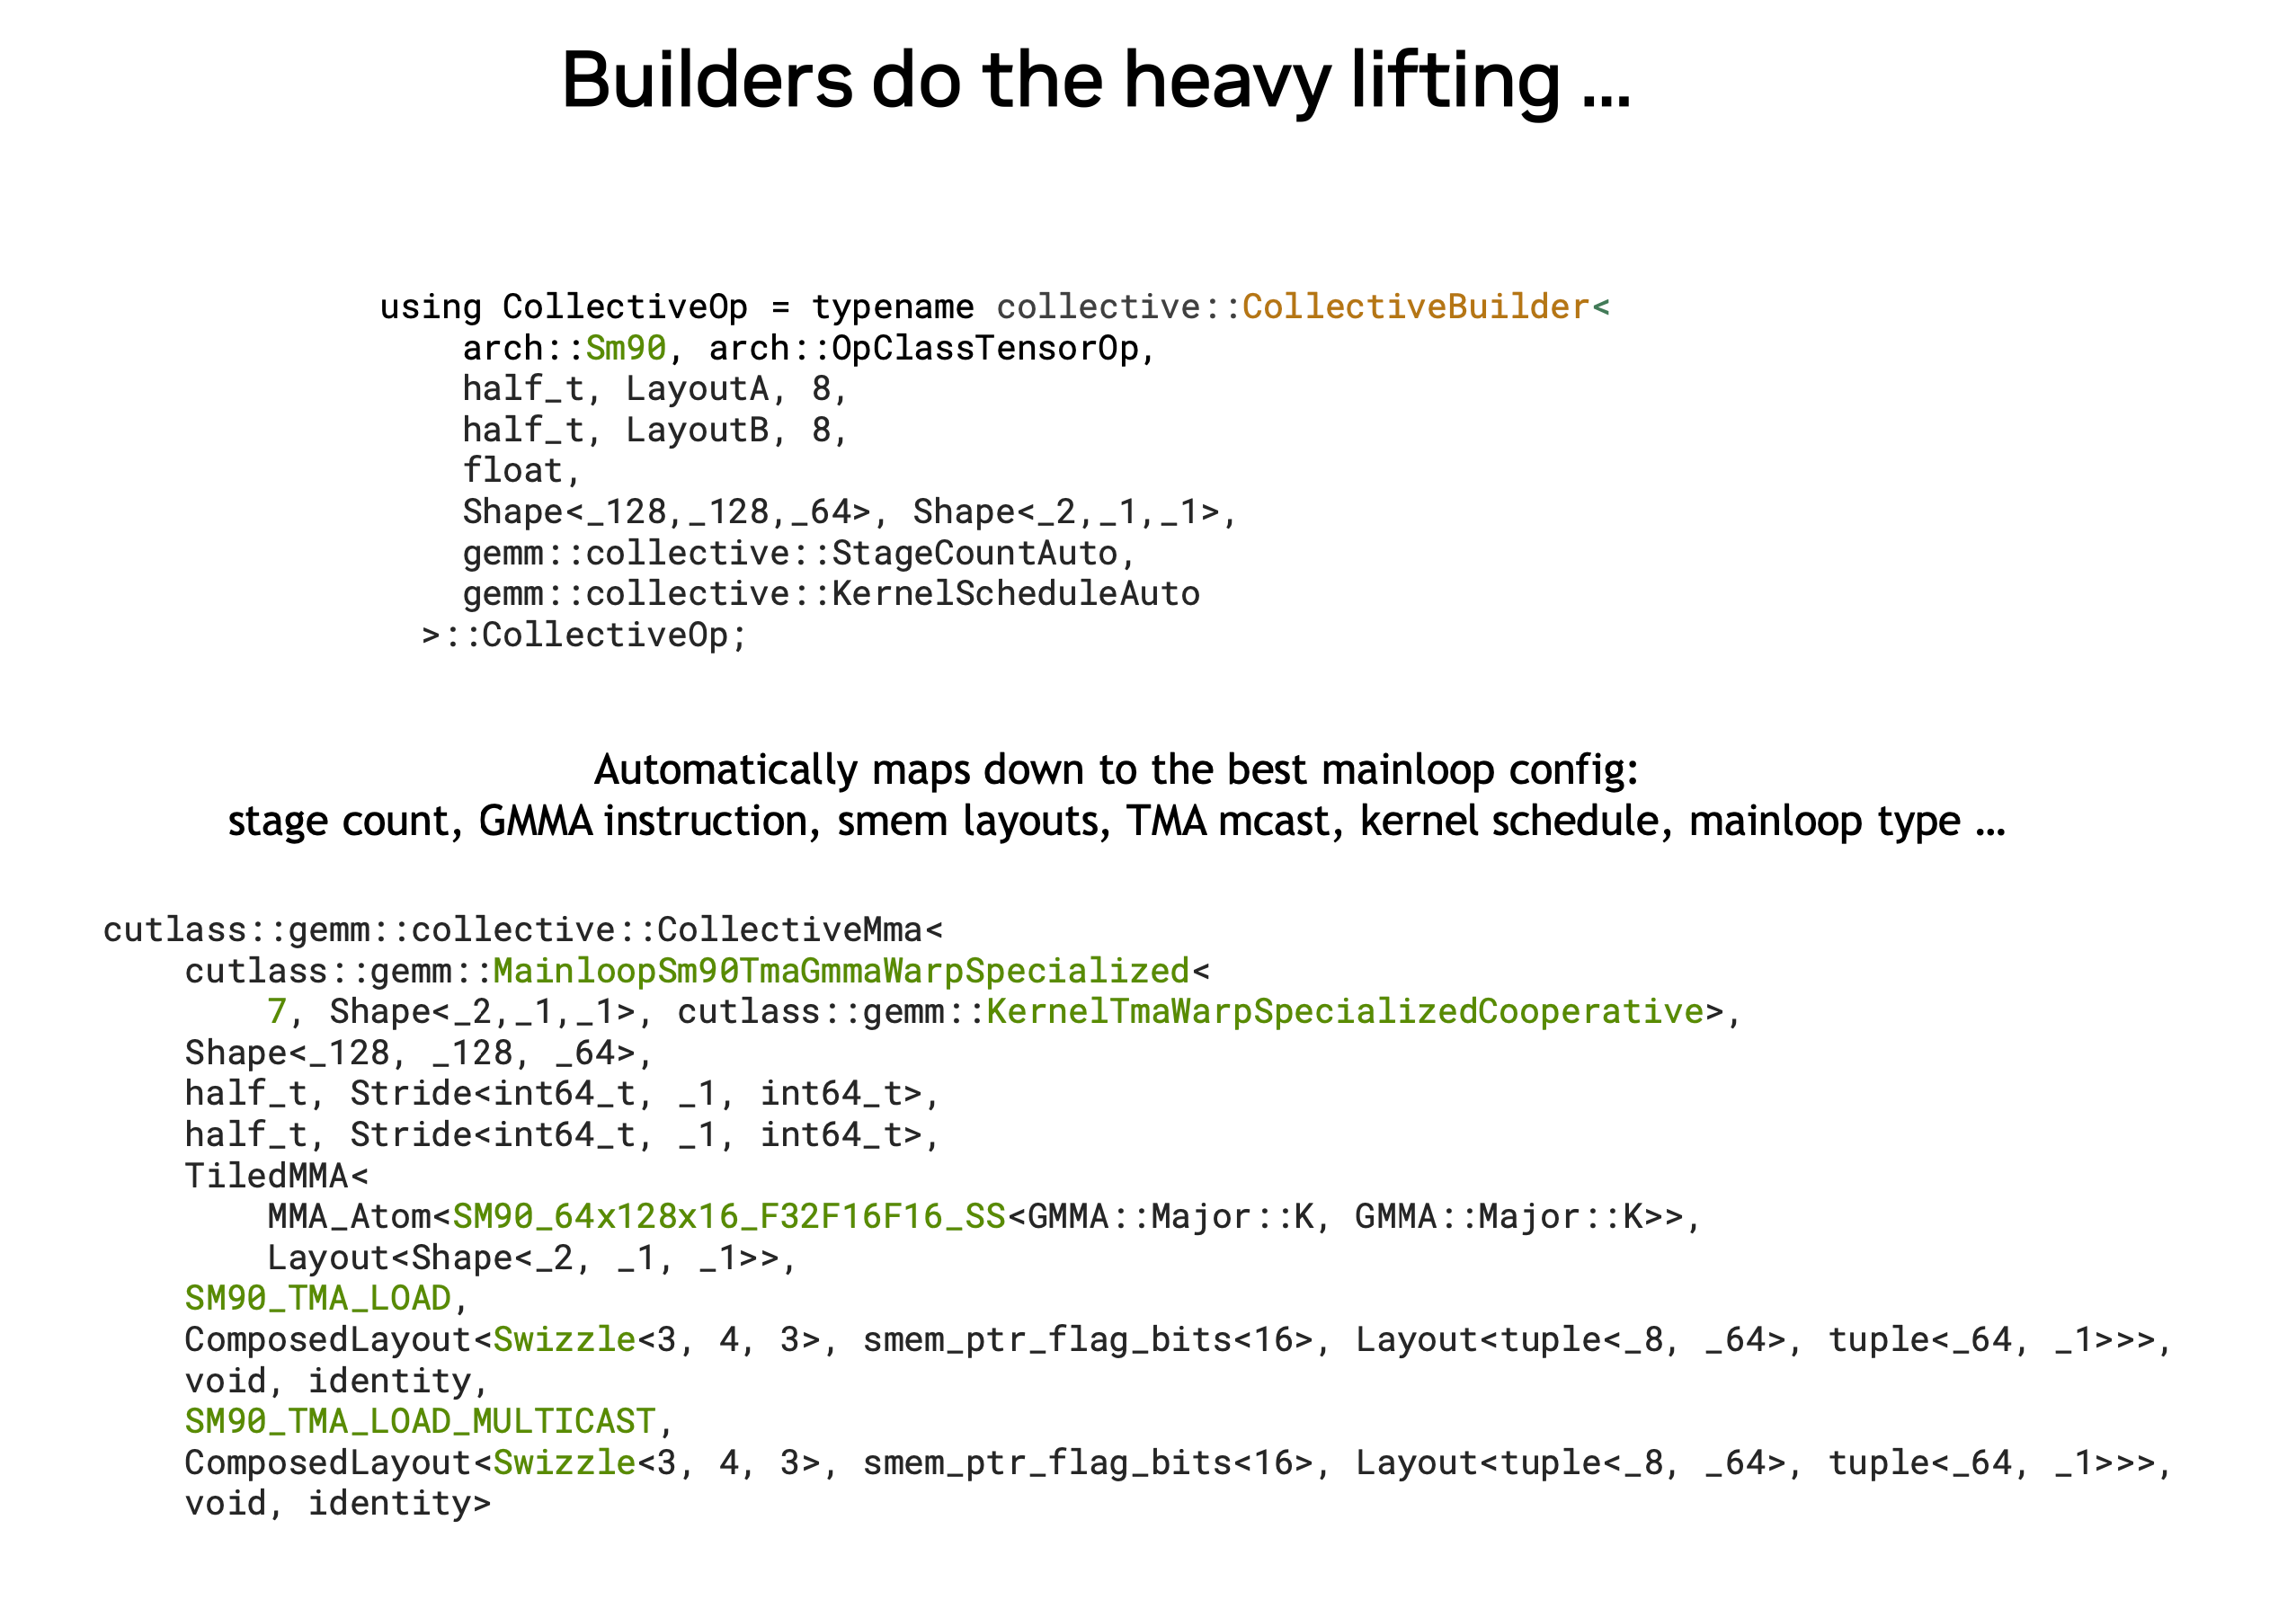 Builders do the heavy lifting …
using CollectiveOp = typename collective::CollectiveBuilder<
    arch::Sm90, arch::OpClassTensorOp,
    half_t, LayoutA, 8,
    half_t, LayoutB, 8,
    float,
    Shape<_128,_128,_64>, Shape<_2,_1,_1>,
    gemm::collective::StageCountAuto,
    gemm::collective::KernelScheduleAuto
  >::CollectiveOp;
Automatically maps down to the best mainloop config:
stage count, GMMA instruction, smem layouts, TMA mcast, kernel schedule, mainloop type …
cutlass::gemm::collective::CollectiveMma<
    cutlass::gemm::MainloopSm90TmaGmmaWarpSpecialized<
        7, Shape<_2,_1,_1>, cutlass::gemm::KernelTmaWarpSpecializedCooperative>,
    Shape<_128, _128, _64>,
    half_t, Stride<int64_t, _1, int64_t>,
    half_t, Stride<int64_t, _1, int64_t>,
    TiledMMA<
        MMA_Atom<SM90_64x128x16_F32F16F16_SS<GMMA::Major::K, GMMA::Major::K>>,
        Layout<Shape<_2, _1, _1>>,
    SM90_TMA_LOAD,
    ComposedLayout<Swizzle<3, 4, 3>, smem_ptr_flag_bits<16>, Layout<tuple<_8, _64>, tuple<_64, _1>>>,
    void, identity,
    SM90_TMA_LOAD_MULTICAST,
    ComposedLayout<Swizzle<3, 4, 3>, smem_ptr_flag_bits<16>, Layout<tuple<_8, _64>, tuple<_64, _1>>>,
    void, identity>